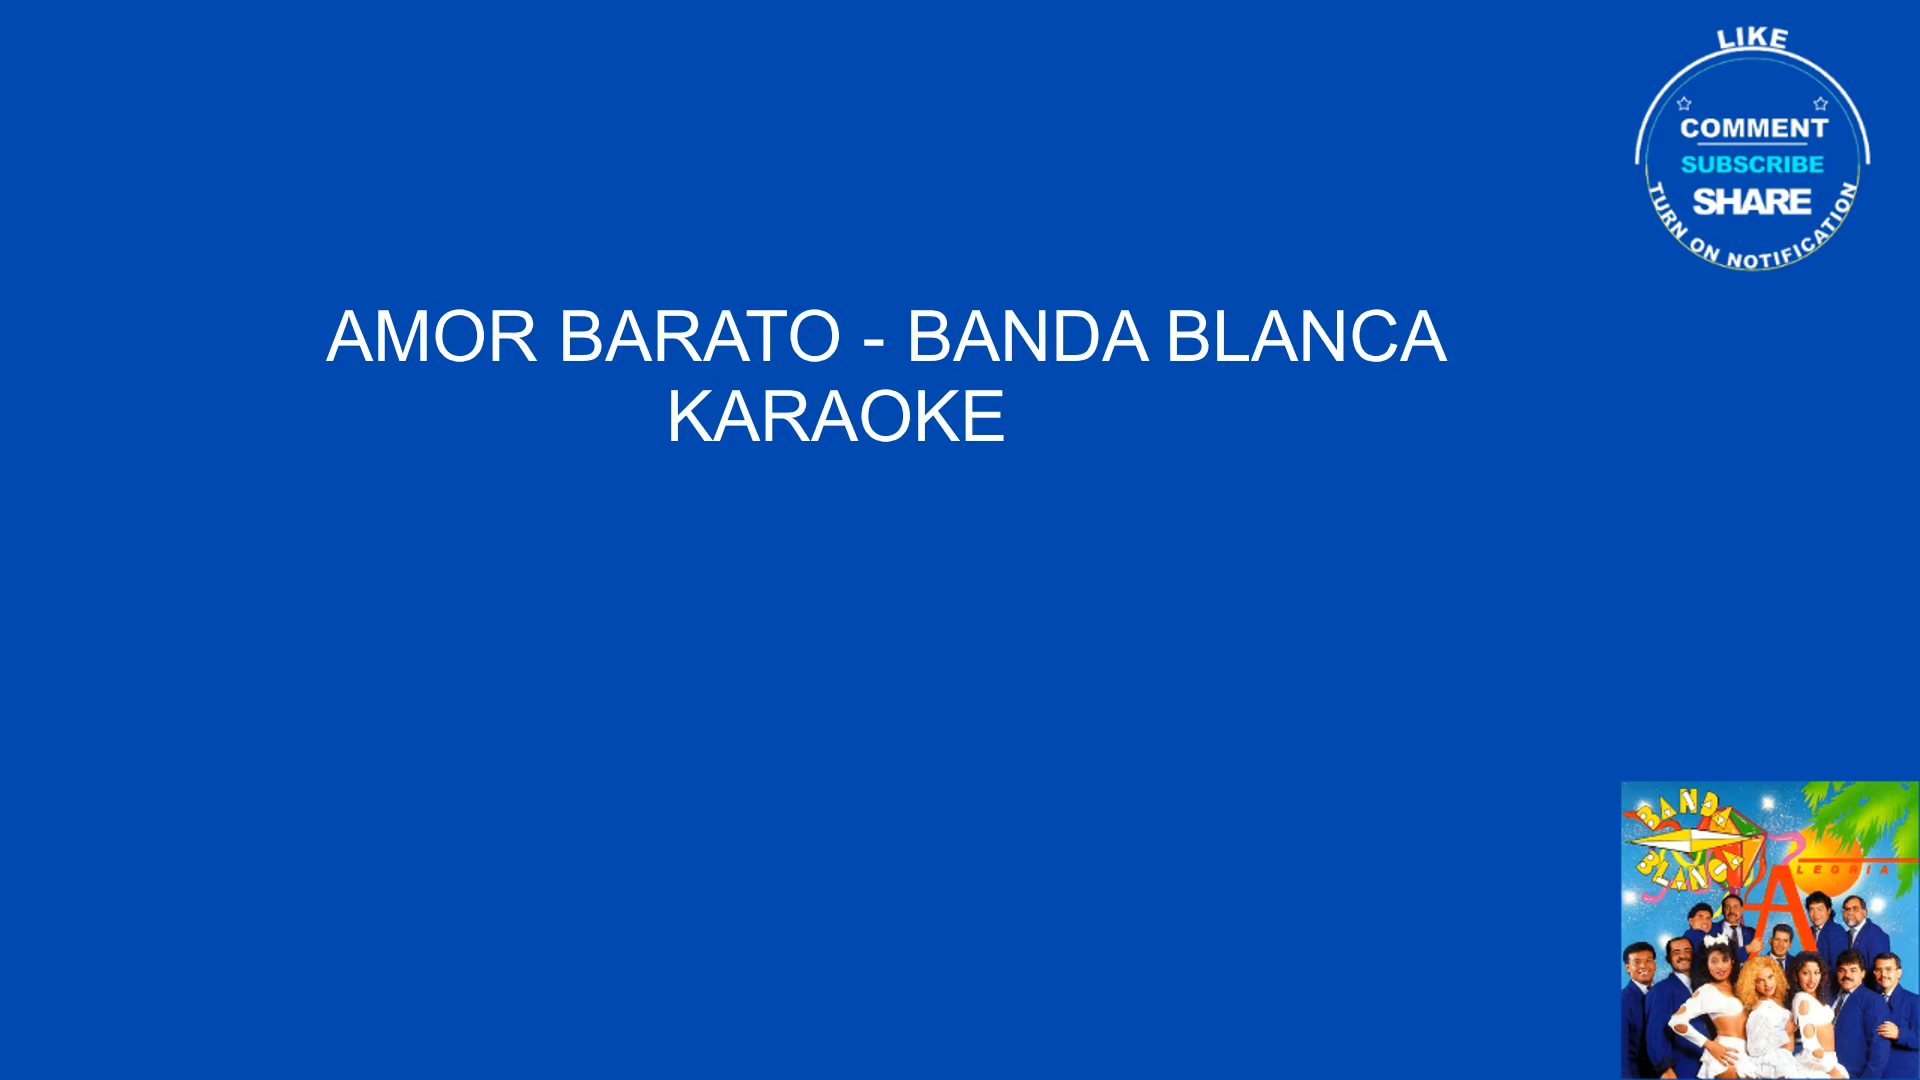 LIKE
COMMENT
SUBSCRIBE
SHARE
TURN ON NOTIFICATION
AMOR BARATO - BANDA BLANCA
KARAOKE
BANDA
BLANCA
ALEGRIA